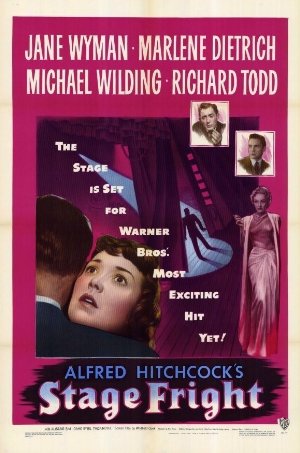 JANE WYMAN · MARLENE DIETRICH
MICHAEL WILDING · RICHARD TODD
THE
STAGE
IS SET
FOR
WARNER
BROS'.
MOST
EXCITING
HIT
YET!
ALFRED HITCHCOCK'S
Stage Fright